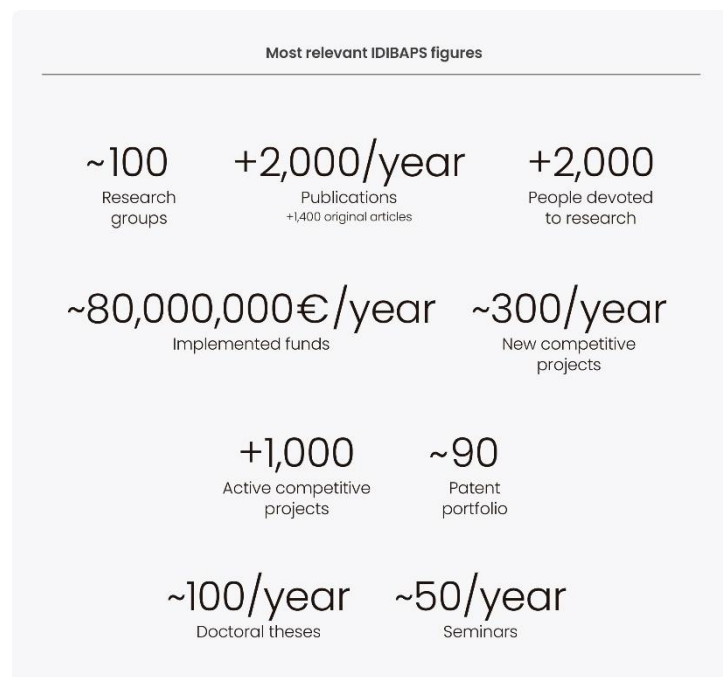 Most relevant IDIBAPS figures
~100
Research
groups
+2,000/year
Publications
+1,400 original articles
+2,000
People devoted
to research
~80,000,000€/year
Implemented funds
~300/year
New competitive
projects
+1,000
Active competitive
projects
~90
Patent
portfolio
~100/year
Doctoral theses
~50/year
Seminars